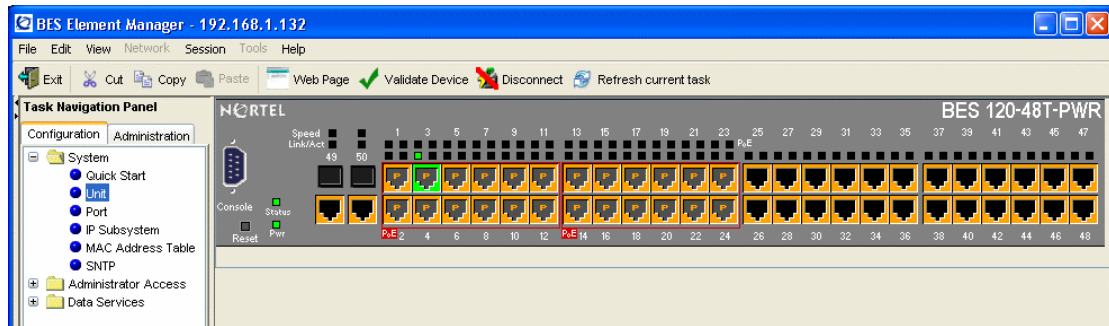 BES Element Manager - 192.168.1.132
File Edit View Network Session Tools Help
Exit Cut Copy Paste Web Page Validate Device Disconnect Refresh current task
Task Navigation Panel
Configuration Administration
System
Quick Start
Unit
Port
IP Subsystem
MAC Address Table
SNTP
Administrator Access
Data Services
NORTEL BES 120-48T-PWR
Speed 1 3 5 7 9 11 13 15 17 19 21 23 25 27 29 31 33 35 37 39 41 43 45 47
Link/Act PoE
49 50
P P P P P P P P P P P P
Console Status P P P P P P P P P P P P
Reset Pwr PoE 2 4 6 8 10 12 PoE 14 16 18 20 22 24 26 28 30 32 34 36 38 40 42 44 46 48